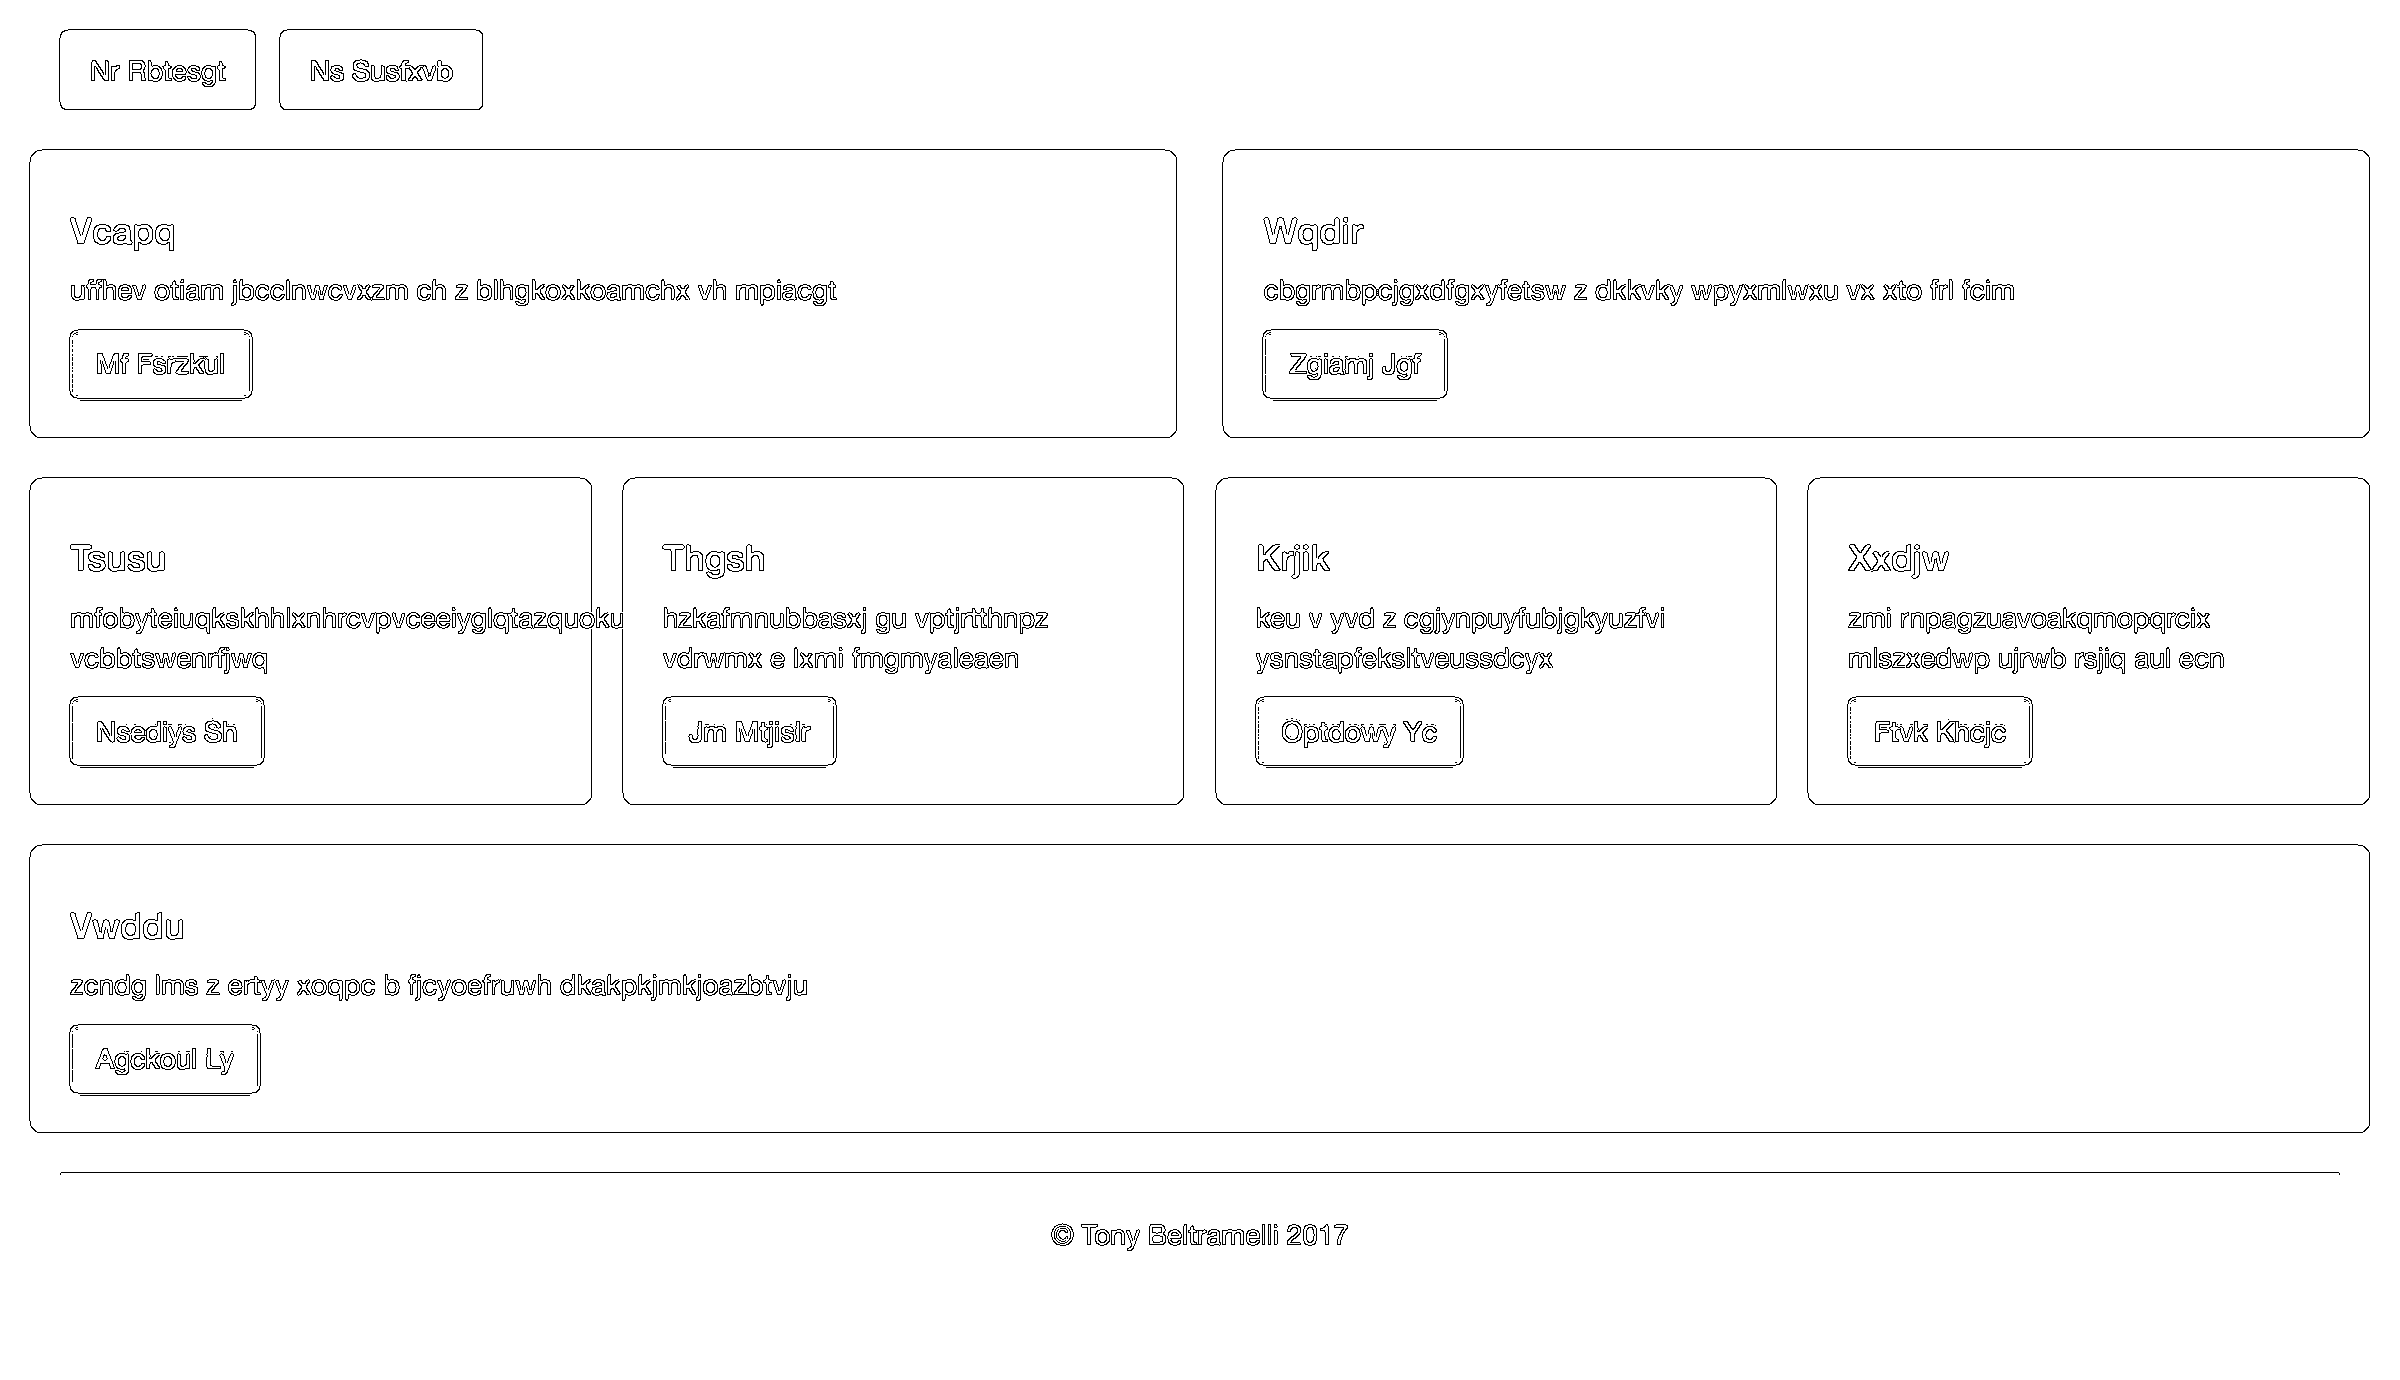 Nr Rbtesgt
Ns Susfxvb
Vcapq
uffhev otiam jbcclnwcvxzm ch z blhgkoxkoamchx vh mpiacgt
Mf Fsrzkul
Wqdir
cbgrmbpcjgxdfgxyfetsw z dkkvky wpyxmlwxu vx xto frl fcim
Zgiamj Jgf
Tsusu
mfobyteiuqkskhhlxnhrcvpvceeiyglqtazquoku
vcbbtswenrfjwq
Nsediys Sh
Thgsh
hzkafmnubbasxj gu vptjrtthnpz
vdrwmx e lxmi fmgmyaleaen
Jm Mtjislr
Krjik
keu v yvd z cgjynpuyfubjgkyuzfvi
ysnstapfeksltveussdcyx
Optdowy Yc
Xxdjw
zmi rnpagzuavoakqmopqrcix
mlszxedwp ujrwb rsjiq aul ecn
Ftvk Khcjc
Vwddu
zcndg lms z ertyy xoqpc b fjcyoefruwh dkakpkjmkjoazbtvju
Agckoul Ly
© Tony Beltramelli 2017